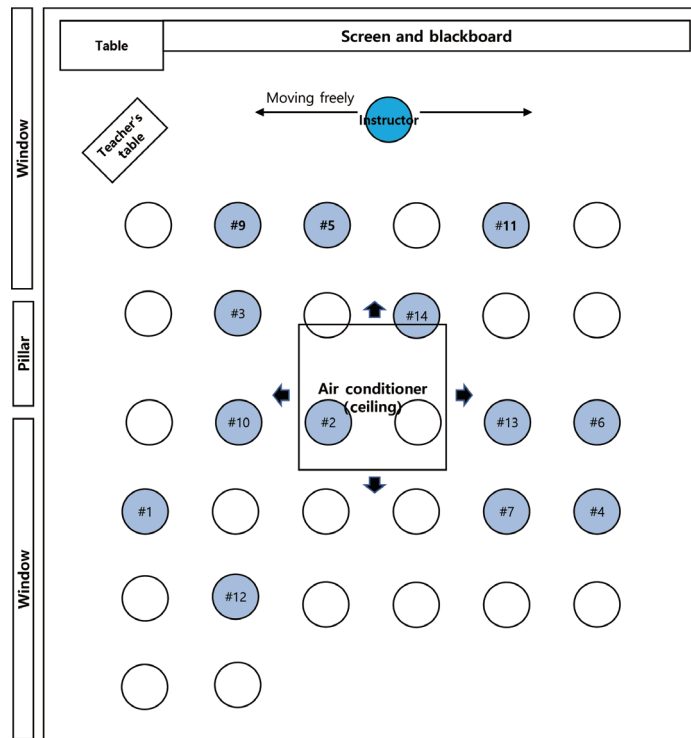 Screen and blackboard
Table
Moving freely
Instructor
Teacher's
table
Window
#9
#5
#11
#3
#14
Pillar
Air conditioner
(ceiling)
#10
#2
#13
#6
#1
#7
#4
Window
#12